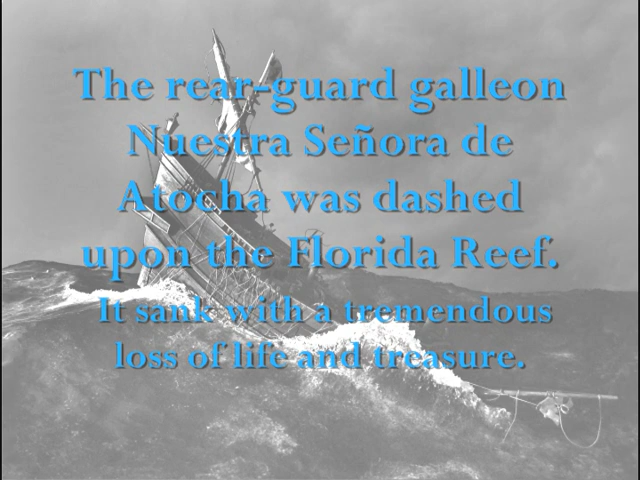 The rear-guard galleon
Nuestra Señora de
Atocha was dashed
upon the Florida Reef.
It sank with a tremendous
loss of life and treasure.